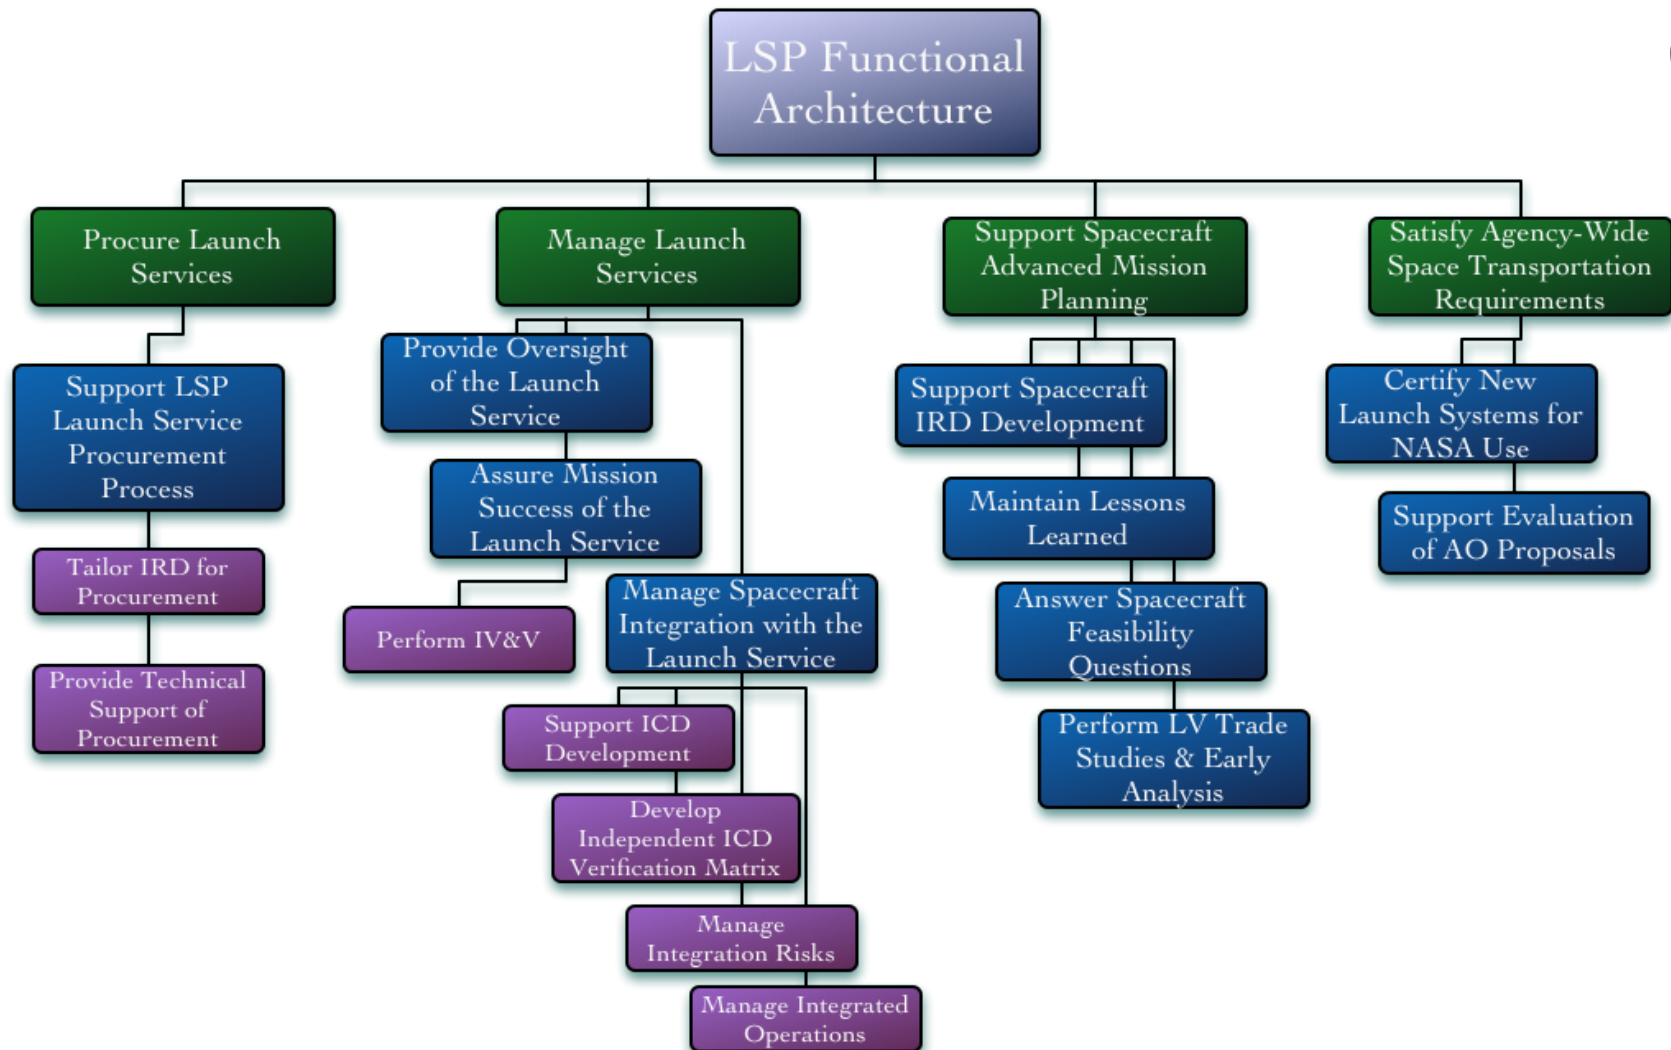 LSP Functional
Architecture
Procure Launch
Services
Manage Launch
Services
Support Spacecraft
Advanced Mission
Planning
Satisfy Agency-Wide
Space Transportation
Requirements
Support LSP
Launch Service
Procurement
Process
Tailor IRD for
Procurement
Provide Technical
Support of
Procurement
Provide Oversight
of the Launch
Service
Assure Mission
Success of the
Launch Service
Perform IV&V
Manage Spacecraft
Integration with the
Launch Service
Support ICD
Development
Develop
Independent ICD
Verification Matrix
Manage
Integration Risks
Manage Integrated
Operations
Support Spacecraft
IRD Development
Maintain Lessons
Learned
Answer Spacecraft
Feasibility
Questions
Perform LV Trade
Studies & Early
Analysis
Certify New
Launch Systems for
NASA Use
Support Evaluation
of AO Proposals